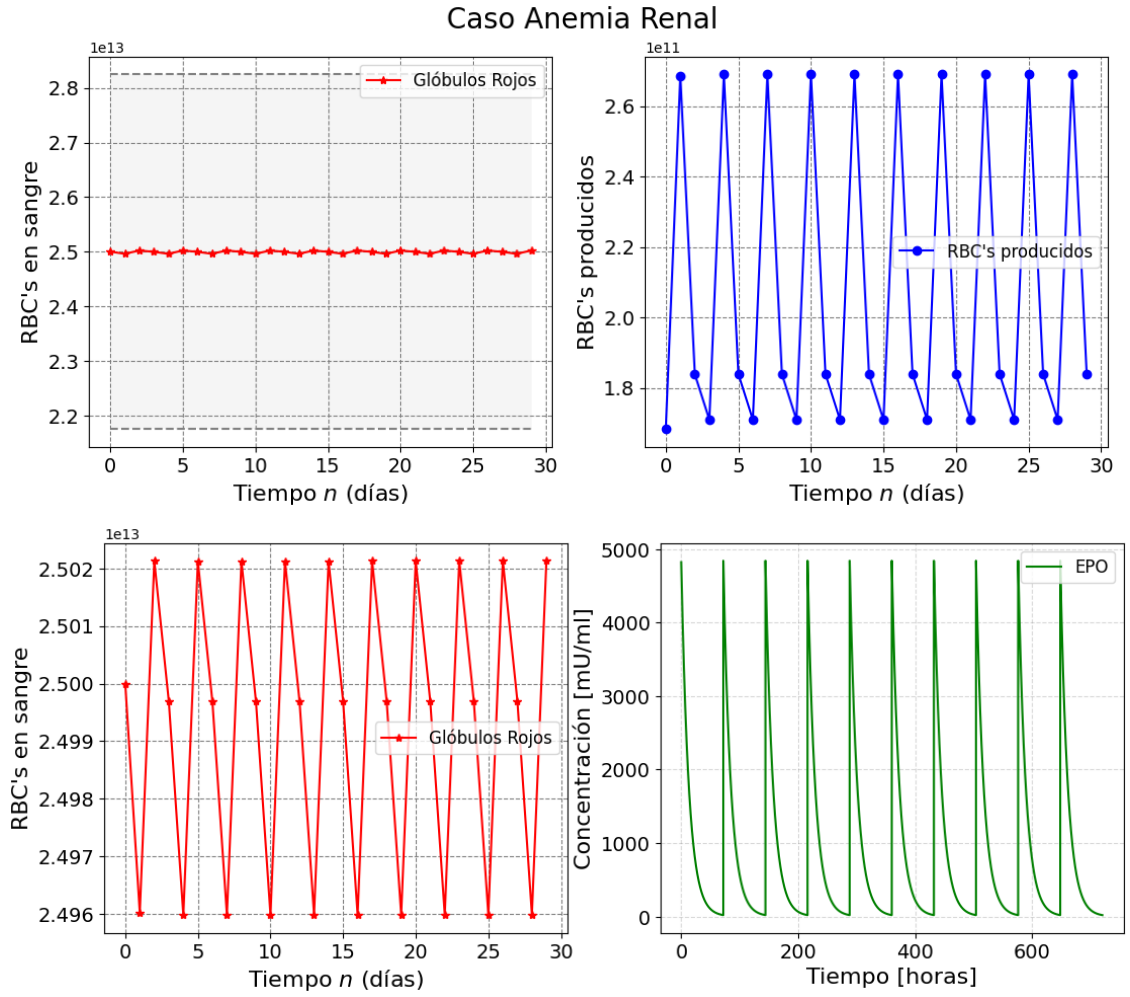 Caso Anemia Renal
1e13
Glóbulos Rojos
2.8
2.7
2.6
2.5
2.4
2.3
2.2
RBC's en sangre
0 5 10 15 20 25 30
Tiempo n (días)
1e11
2.6
2.4
2.2
2.0
1.8
RBC's producidos
RBC's producidos
0 5 10 15 20 25 30
Tiempo n (días)
1e13
2.502
2.501
2.500
2.499
2.498
2.497
2.496
RBC's en sangre
Glóbulos Rojos
0 5 10 15 20 25 30
Tiempo n (días)
EPO
5000
4000
3000
2000
1000
0
Concentración [mU/ml]
0 200 400 600
Tiempo [horas]